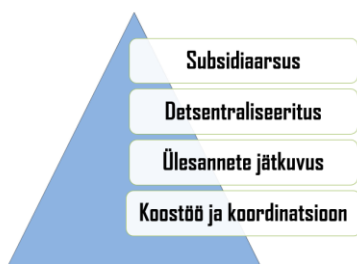 Subsidiaarsus
Detsentraliseeritus
Ülesannete jätkuvus
Koostöö ja koordinatsioon